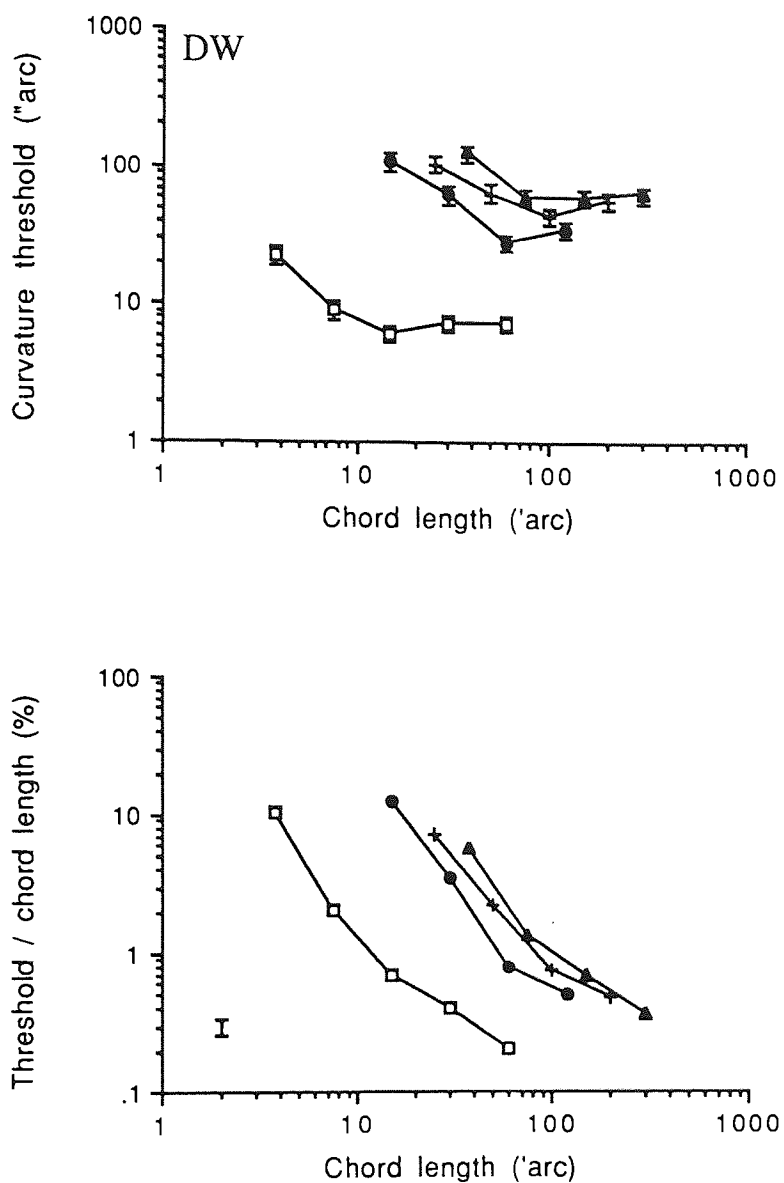 DW
Curvature threshold ("arc)
1000
100
10
1
1 10 100 1000
Chord length ('arc)
Threshold / chord length (%)
100
10
1
.1
1 10 100 1000
Chord length ('arc)